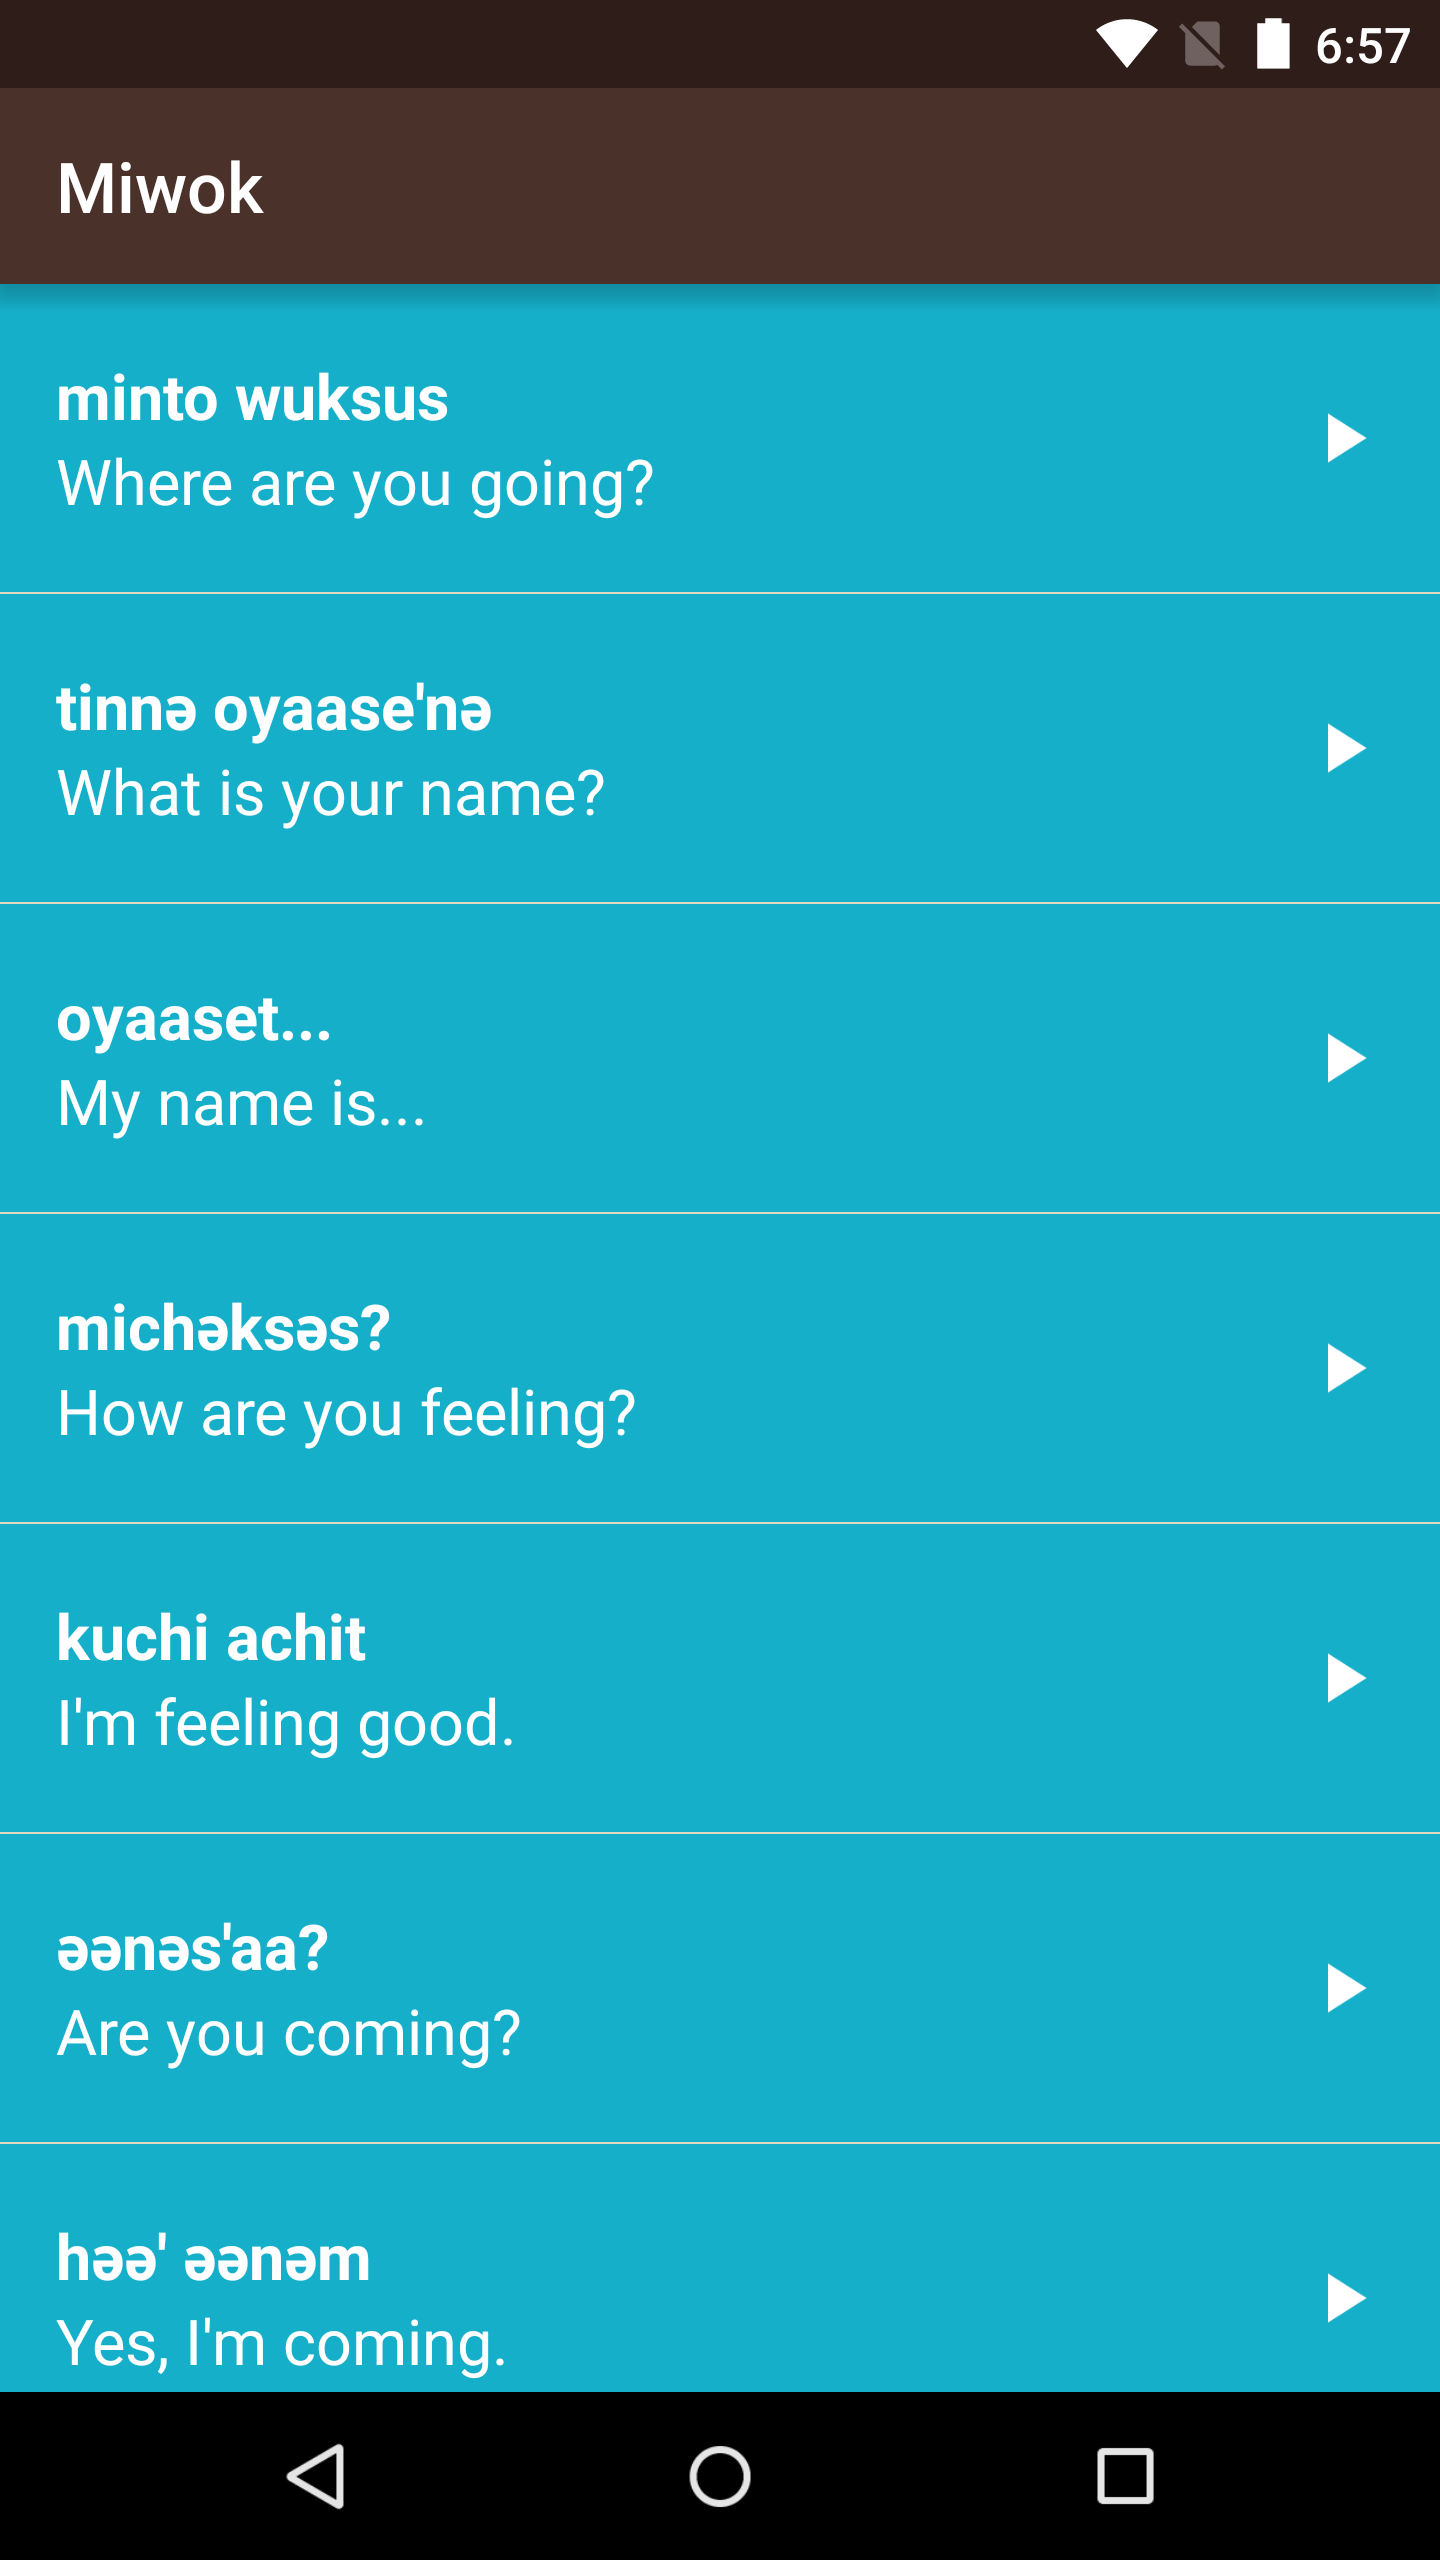 6:57
Miwok
minto wuksus
Where are you going?
tinnə oyaase'nə
What is your name?
oyaaset...
My name is...
michəksəs?
How are you feeling?
kuchi achit
I'm feeling good.
əənəs'aa?
Are you coming?
həə' əənəm
Yes, I'm coming.